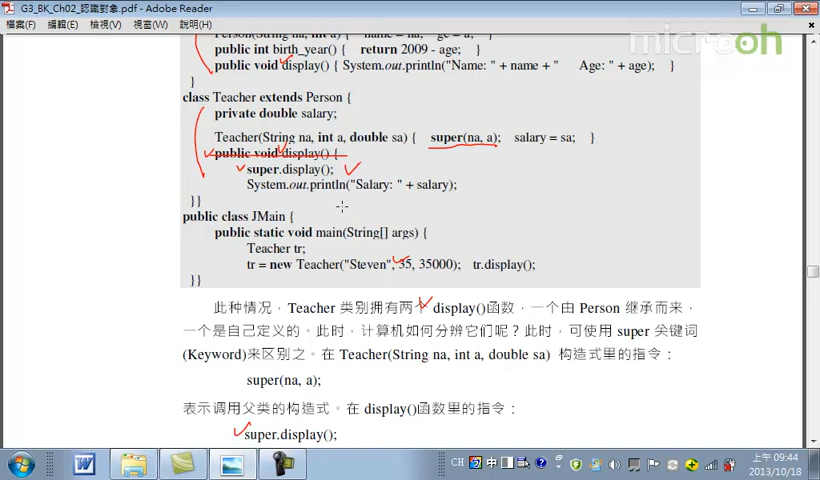 G3_BK_Ch02_認識對象.pdf - Adobe Reader
檔案(F) 編輯(E) 檢視(V) 視窗(W) 說明(H)
microoh
Person(String na, int a) { name = na; ge = a; }
public int birth_year() { return 2009 - age; }
public void display() { System.out.println("Name: " + name + " Age: " + age); }
}
class Teacher extends Person {
private double salary;
Teacher(String na, int a, double sa) { super(na, a); salary = sa; }
public void display() {
super.display();
System.out.println("Salary: " + salary);
}}
public class JMain {
public static void main(String[] args) {
Teacher tr;
tr = new Teacher("Steven", 35, 35000); tr.display();
}}
此种情况，Teacher 类别拥有两个 display()函数，一个由 Person 继承而来，
一个是自己定义的。此时，计算机如何分辨它们呢？此时，可使用 super 关键词
(Keyword)来区别之。在 Teacher(String na, int a, double sa) 构造式里的指令：
super(na, a);
表示调用父类的构造式。在 display()函数里的指令：
super.display();
CH 中
上午 09:44
2013/10/18